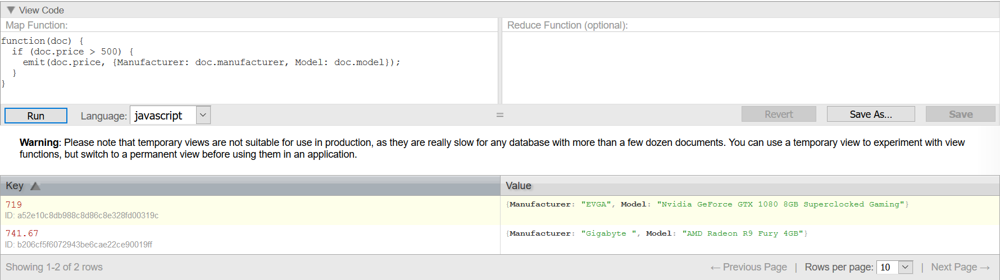 View Code
Map Function:
Reduce Function (optional):
function(doc) {
  if (doc.price > 500) {
    emit(doc.price, {Manufacturer: doc.manufacturer, Model: doc.model});
  }
}
Run Language: javascript Revert Save As... Save
Warning: Please note that temporary views are not suitable for use in production, as they are really slow for any database with more than a few dozen documents. You can use a temporary view to experiment with view
functions, but switch to a permanent view before using them in an application.
Key Value
719 {Manufacturer: "EVGA", Model: "Nvidia GeForce GTX 1080 8GB Superclocked Gaming"}
ID: a52e10c8db988c8d86c8e328fd00319c
741.67 {Manufacturer: "Gigabyte ", Model: "AMD Radeon R9 Fury 4GB"}
ID: b206cf5f6072943be6cae22ce90019ff
Showing 1-2 of 2 rows ← Previous Page | Rows per page: 10 | Next Page →